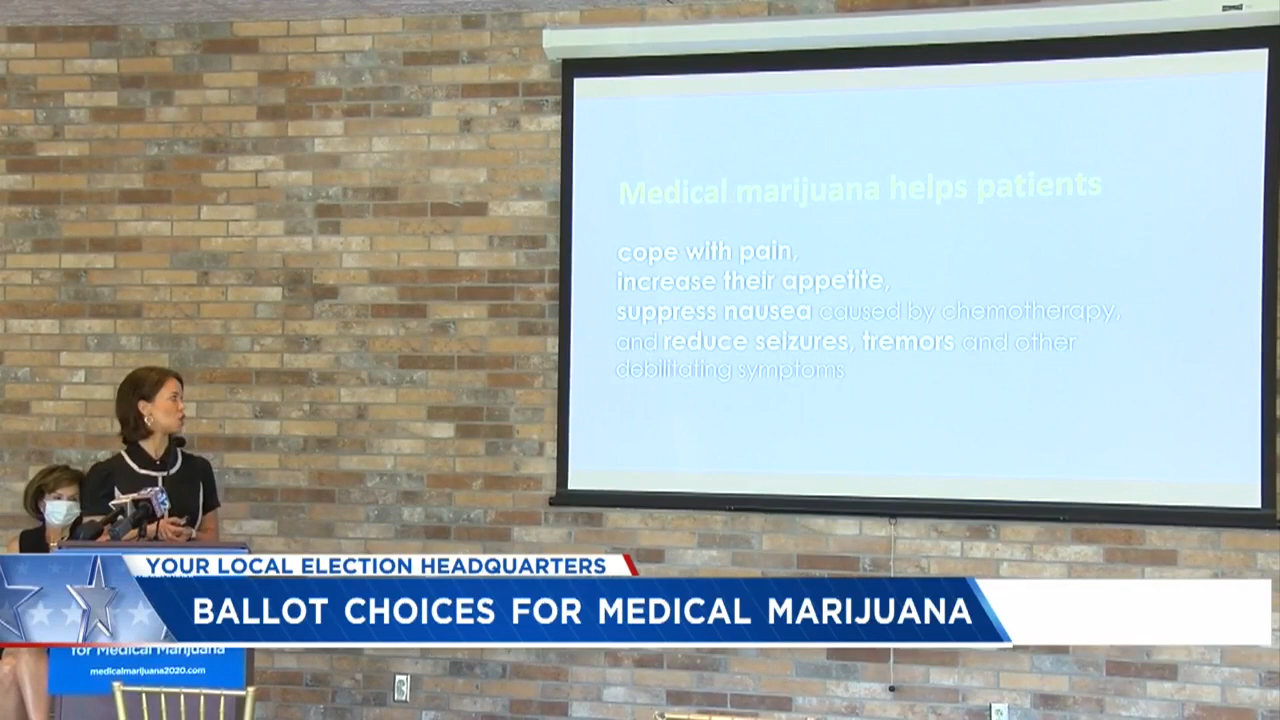 Medical marijuana helps patients
cope with pain,
increase their appetite,
suppress nausea caused by chemotherapy,
and reduce seizures, tremors and other
debilitating symptoms
YOUR LOCAL ELECTION HEADQUARTERS
BALLOT CHOICES FOR MEDICAL MARIJUANA
for Medical Marijuana
medicalmarijuana2020.com